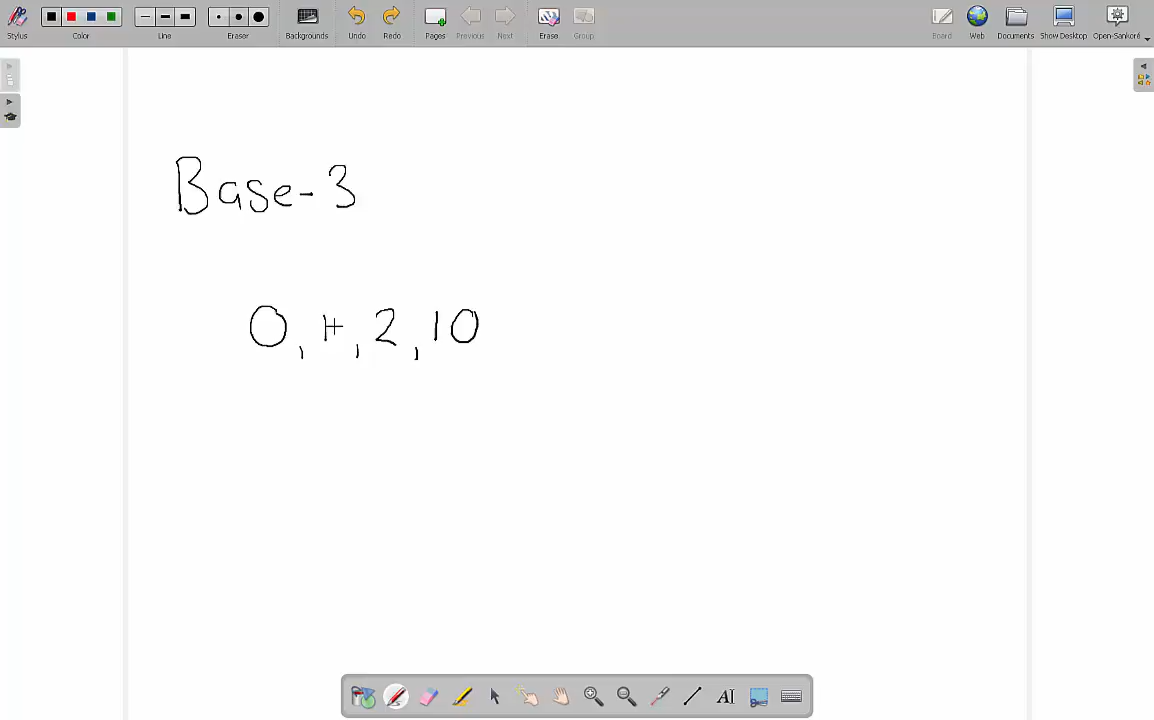 Stylus Color Line Eraser Backgrounds Undo Redo Pages Previous Next Erase Group Board Web Documents Show Desktop Open-Sankoré
Base-3
0, 1, 2, 10
AI